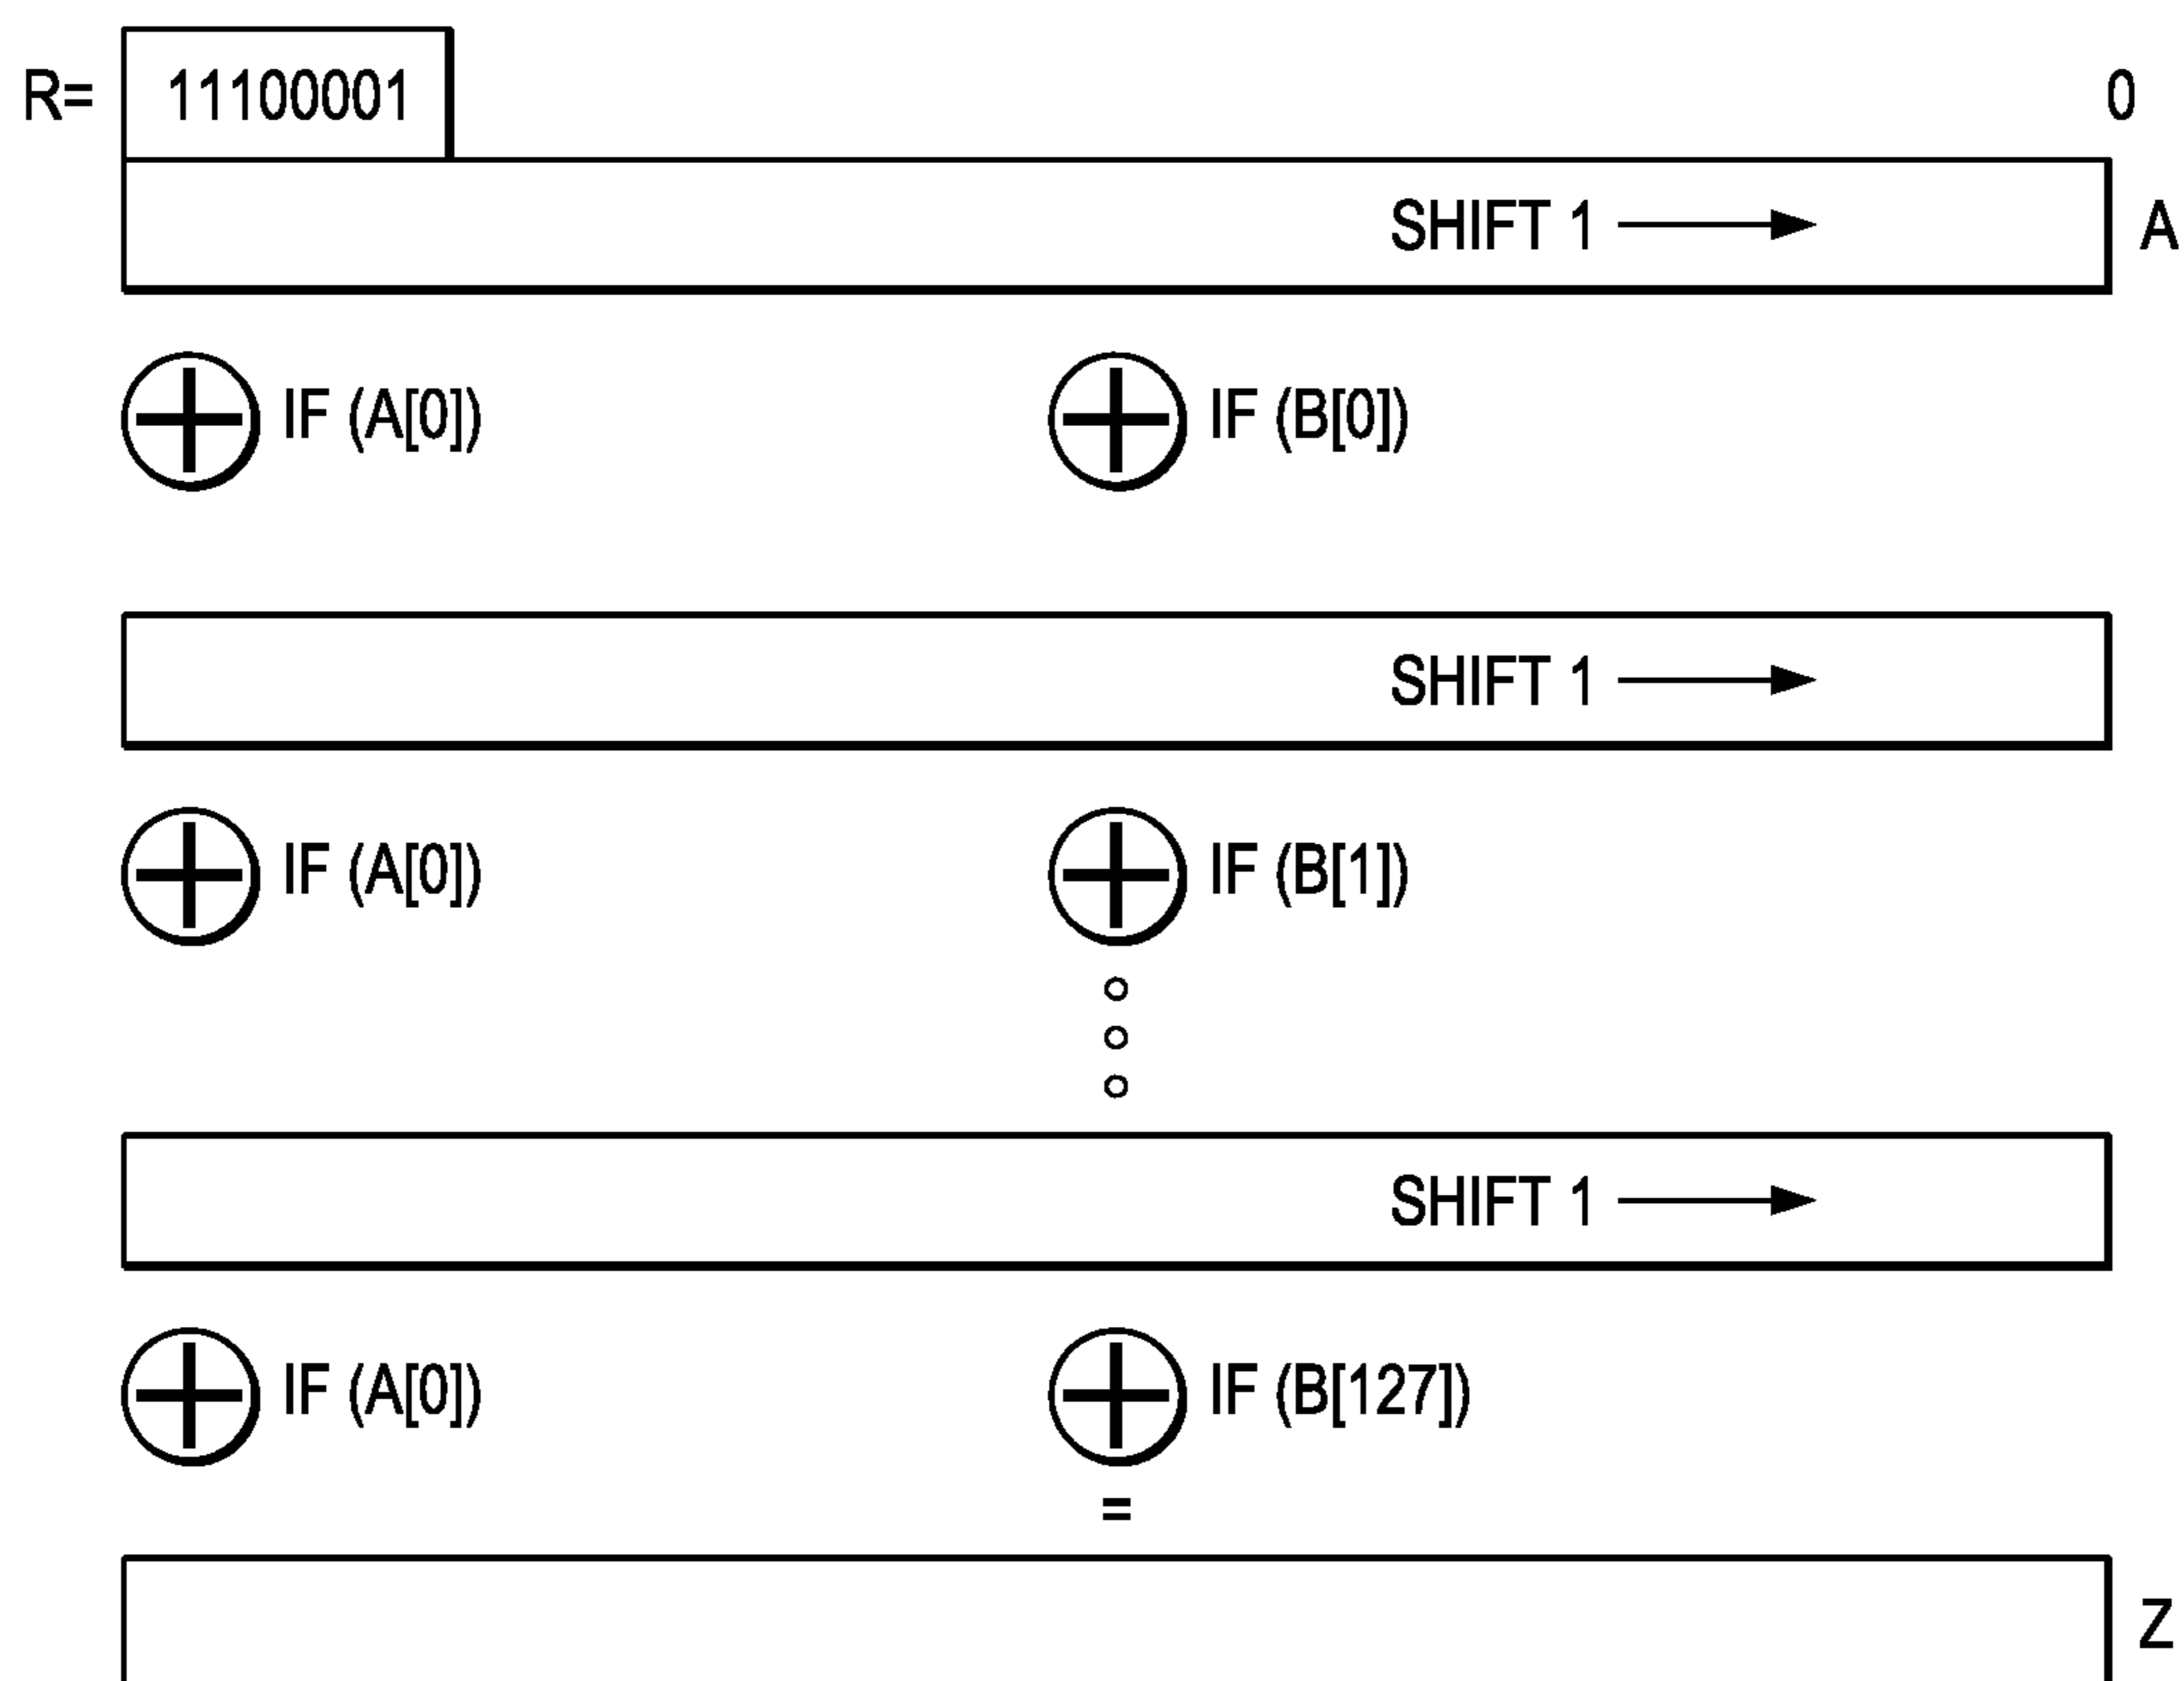 R= 11100001 0
SHIFT 1 A
IF (A[0]) IF (B[0])
SHIFT 1
IF (A[0]) IF (B[1])
SHIFT 1
IF (A[0]) IF (B[127])
=
Z